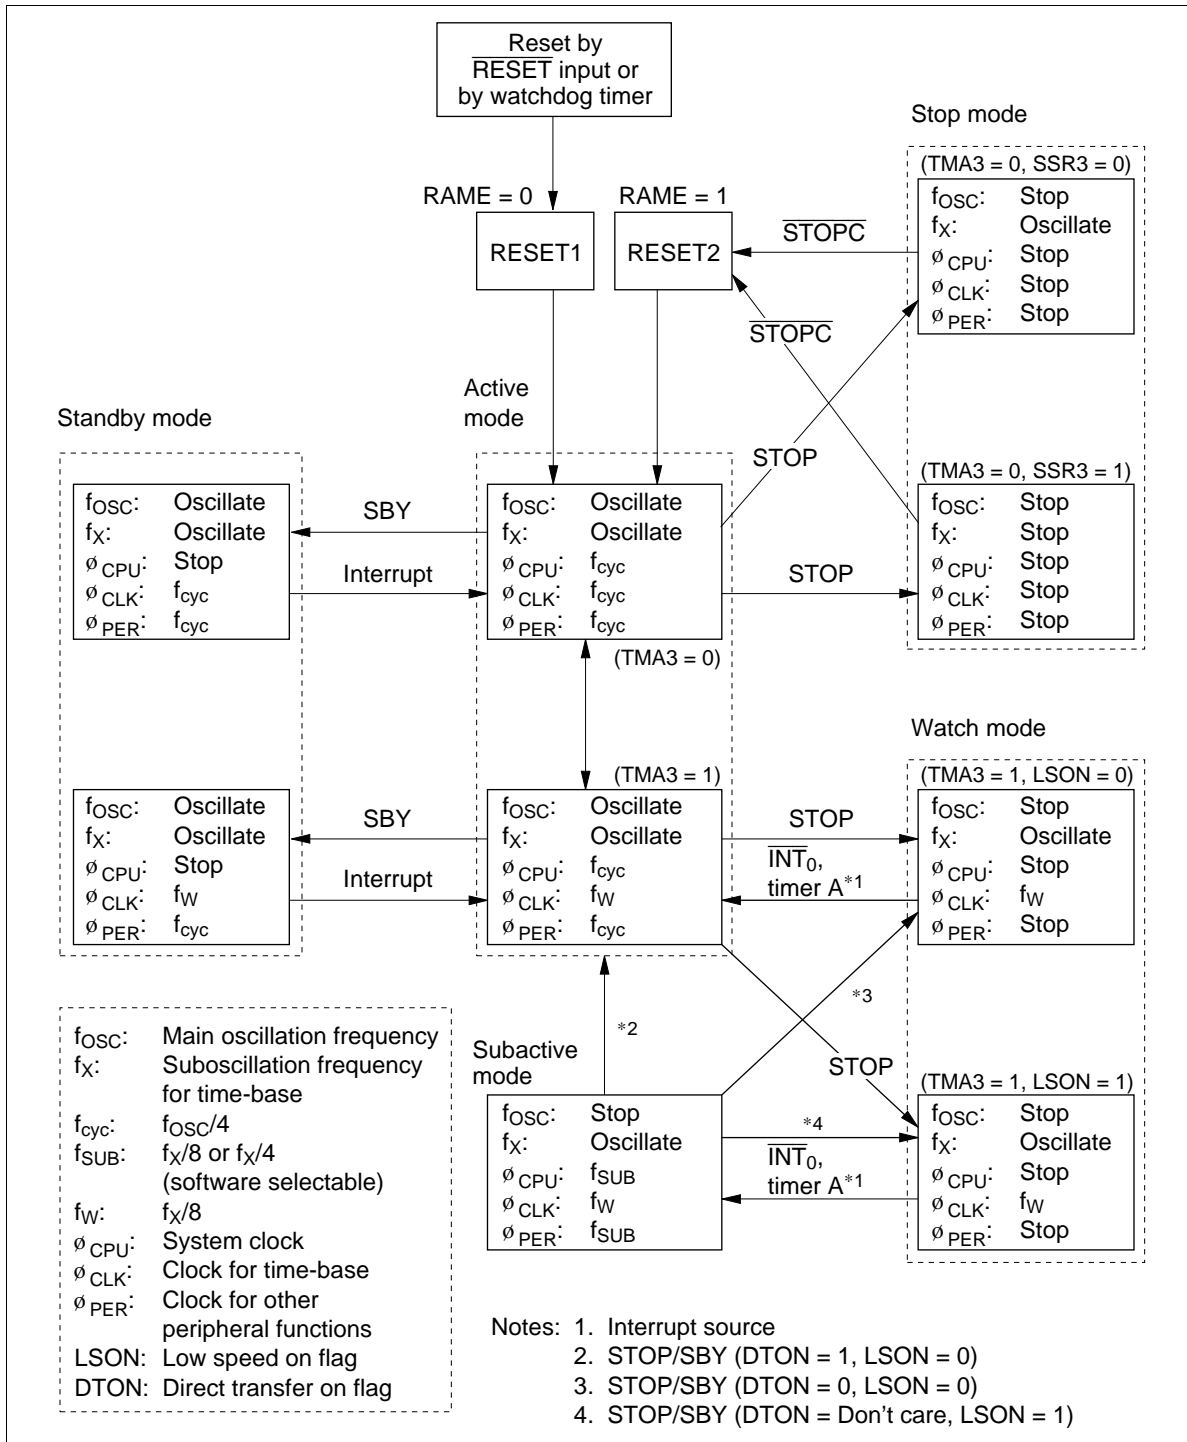 Reset by
RESET input or
by watchdog timer
Stop mode
(TMA3 = 0, SSR3 = 0)
RAME = 0
RAME = 1
RESET1
RESET2
STOPC
fOSC: Stop
fX: Oscillate
øCPU: Stop
øCLK: Stop
øPER: Stop
STOPC
Active
mode
Standby mode
STOP
(TMA3 = 0, SSR3 = 1)
fOSC: Oscillate
fX: Oscillate
øCPU: Stop
øCLK: fcyc
øPER: fcyc
SBY
Interrupt
fOSC: Oscillate
fX: Oscillate
øCPU: fcyc
øCLK: fcyc
øPER: fcyc
STOP
fOSC: Stop
fX: Stop
øCPU: Stop
øCLK: Stop
øPER: Stop
(TMA3 = 0)
Watch mode
(TMA3 = 1)
(TMA3 = 1, LSON = 0)
fOSC: Oscillate
fX: Oscillate
øCPU: Stop
øCLK: fW
øPER: fcyc
SBY
Interrupt
fOSC: Oscillate
fX: Oscillate
øCPU: fcyc
øCLK: fW
øPER: fcyc
STOP
INT0,
timer A*1
fOSC: Stop
fX: Oscillate
øCPU: Stop
øCLK: fW
øPER: Stop
*3
*2
Subactive
mode
STOP
(TMA3 = 1, LSON = 1)
fOSC: Stop
fX: Oscillate
øCPU: fSUB
øCLK: fW
øPER: fSUB
*4
INT0,
timer A*1
fOSC: Stop
fX: Oscillate
øCPU: Stop
øCLK: fW
øPER: Stop
fOSC: Main oscillation frequency
fX: Suboscillation frequency
for time-base
fcyc: fOSC/4
fSUB: fX/8 or fX/4
(software selectable)
fW: fX/8
øCPU: System clock
øCLK: Clock for time-base
øPER: Clock for other
peripheral functions
LSON: Low speed on flag
DTON: Direct transfer on flag
Notes: 1. Interrupt source
2. STOP/SBY (DTON = 1, LSON = 0)
3. STOP/SBY (DTON = 0, LSON = 0)
4. STOP/SBY (DTON = Don't care, LSON = 1)